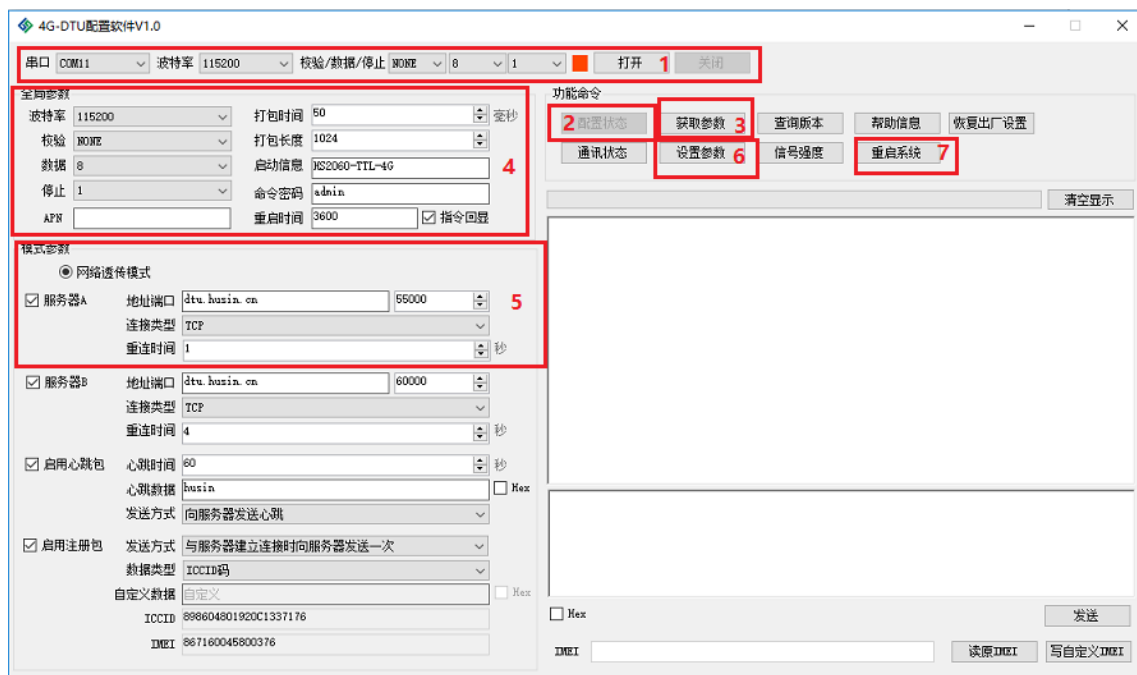 4G-DTU配置软件V1.0
串口 COM11 波特率 115200 校验/数据/停止 NONE 8 1 打开 1 关闭
全局参数
波特率 115200 打包时间 50 毫秒
校验 NONE 打包长度 1024
数据 8 启动信息 HS2060-TTL-4G 4
停止 1 命令密码 admin
APN 重启时间 3600 指令回显
功能命令
2 配置状态 获取参数 3 查询版本 帮助信息 恢复出厂设置
通讯状态 设置参数 6 信号强度 重启系统 7
清空显示
模式参数
网络透传模式
服务器A 地址端口 dtu.husin.cn 55000 5
连接类型 TCP
重连时间 1 秒
服务器B 地址端口 dtu.husin.cn 60000
连接类型 TCP
重连时间 4 秒
启用心跳包 心跳时间 60 秒
心跳数据 husin Hex
发送方式 向服务器发送心跳
启用注册包 发送方式 与服务器建立连接时向服务器发送一次
数据类型 ICCID码
自定义数据 自定义 Hex
ICCID 898604801920C1337176
IMEI 867160045800376
Hex 发送
IMEI 读原IMEI 写自定义IMEI